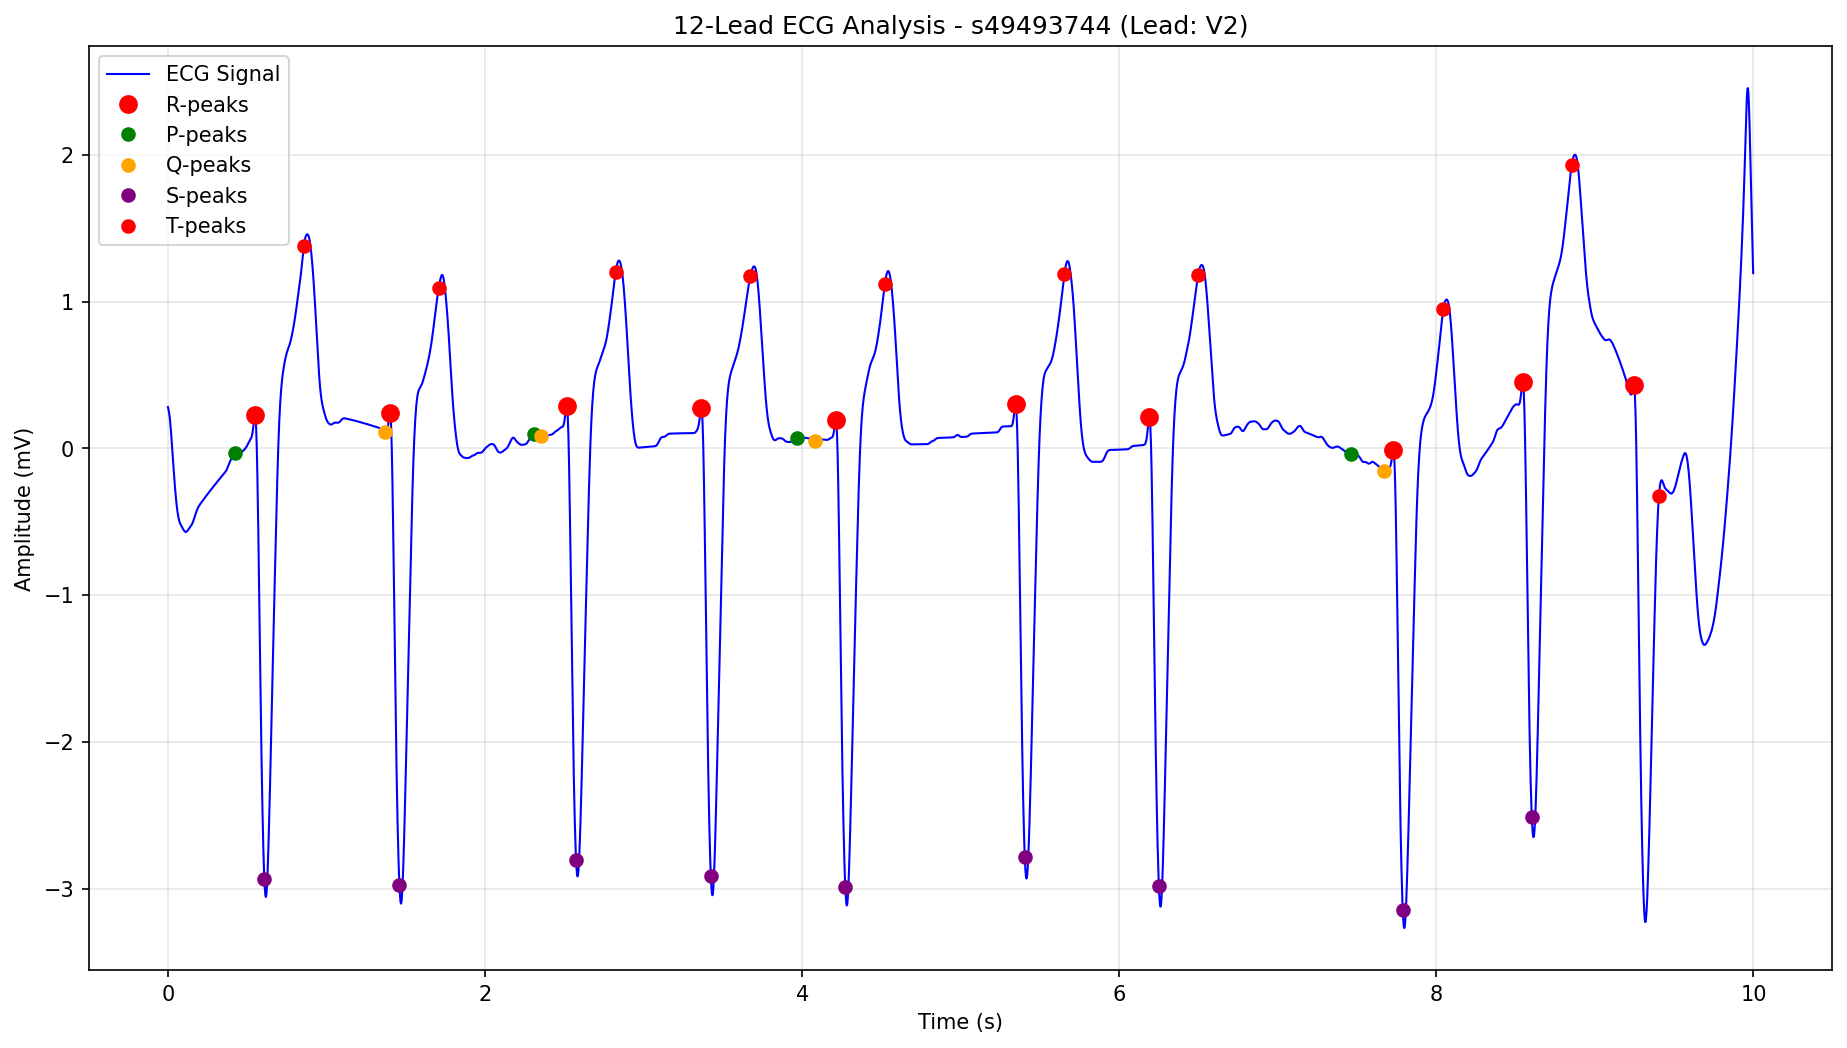 12-Lead ECG Analysis - s49493744 (Lead: V2)
ECG Signal
R-peaks
P-peaks
Q-peaks
S-peaks
T-peaks
Amplitude (mV)
2
1
0
−1
−2
−3
0
2
4
6
8
10
Time (s)